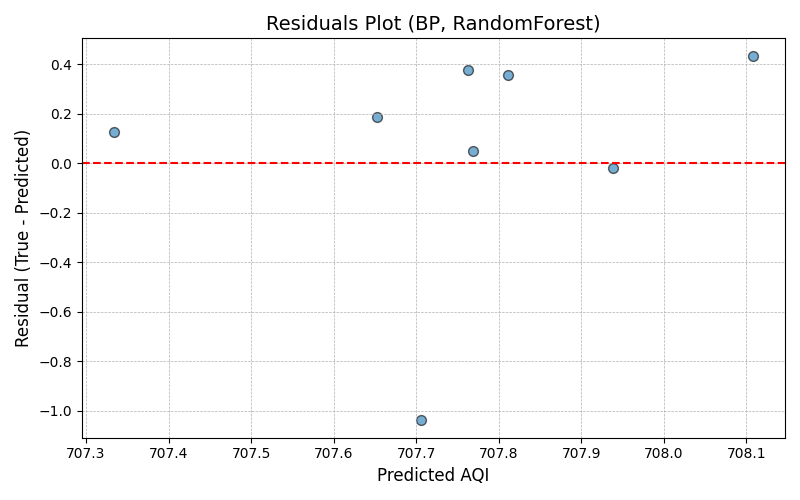 Residuals Plot (BP, RandomForest)
Residual (True - Predicted)
0.4
0.2
0.0
−0.2
−0.4
−0.6
−0.8
−1.0
707.3 707.4 707.5 707.6 707.7 707.8 707.9 708.0 708.1
Predicted AQI